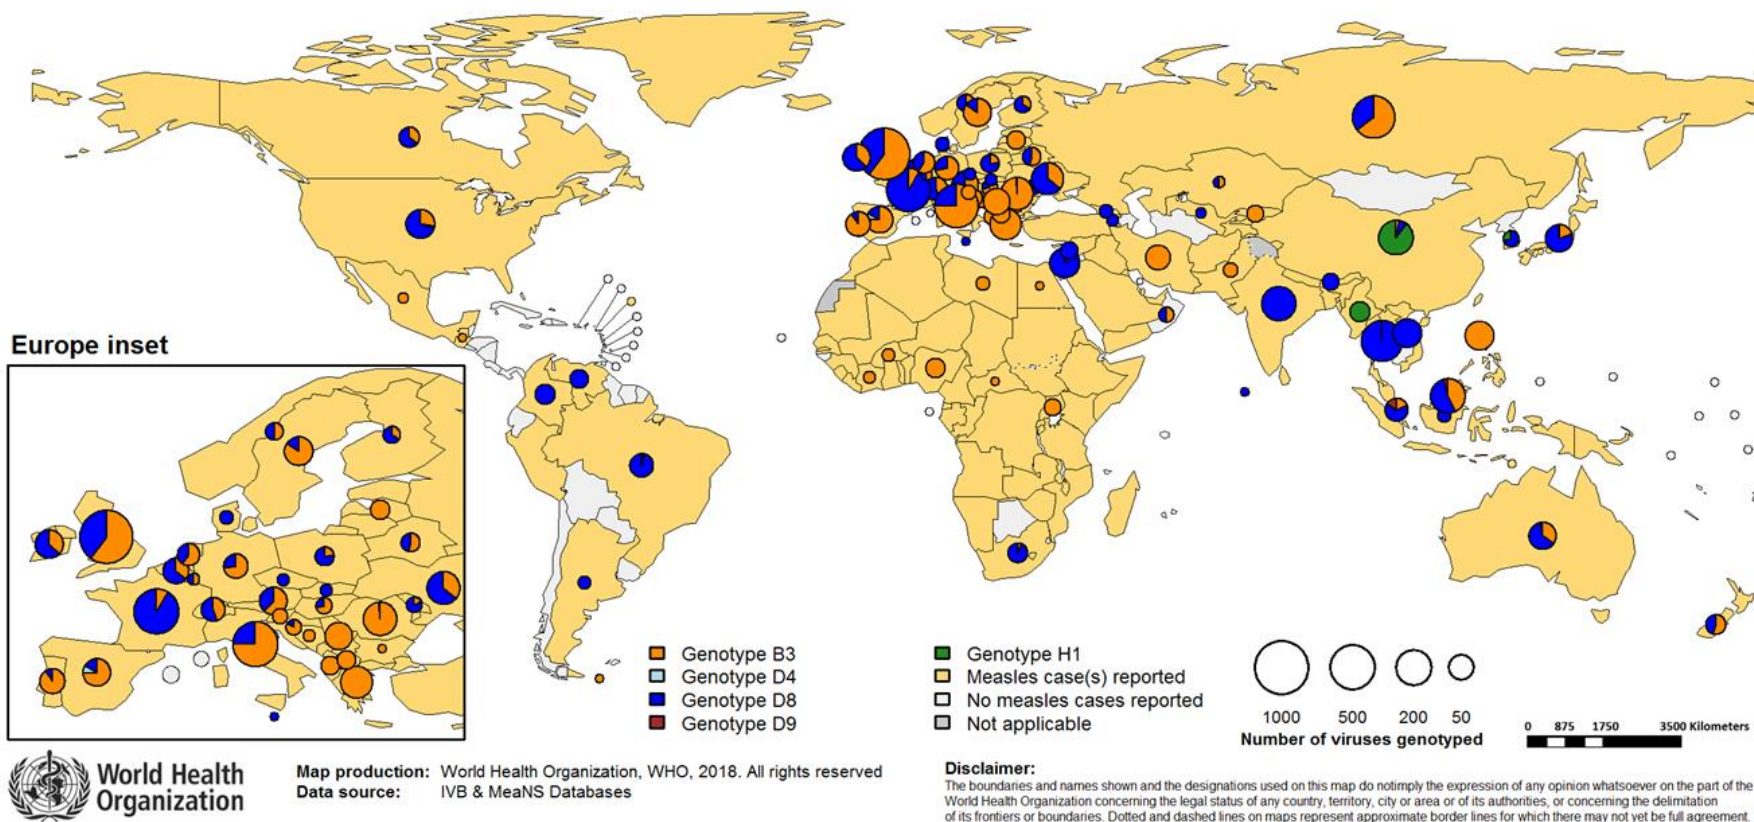 Europe inset
Genotype B3
Genotype D4
Genotype D8
Genotype D9
Genotype H1
Measles case(s) reported
No measles cases reported
Not applicable
1000 500 200 50
Number of viruses genotyped
0 875 1750 3500 Kilometers
World Health
Organization
Map production: World Health Organization, WHO, 2018. All rights reserved
Data source: IVB & MeaNS Databases
Disclaimer:
The boundaries and names shown and the designations used on this map do notimply the expression of any opinion whatsoever on the part of the
World Health Organization concerning the legal status of any country, territory, city or area or of its authorities, or concerning the delimitation
of its frontiers or boundaries. Dotted and dashed lines on maps represent approximate border lines for which there may not yet be full agreement.